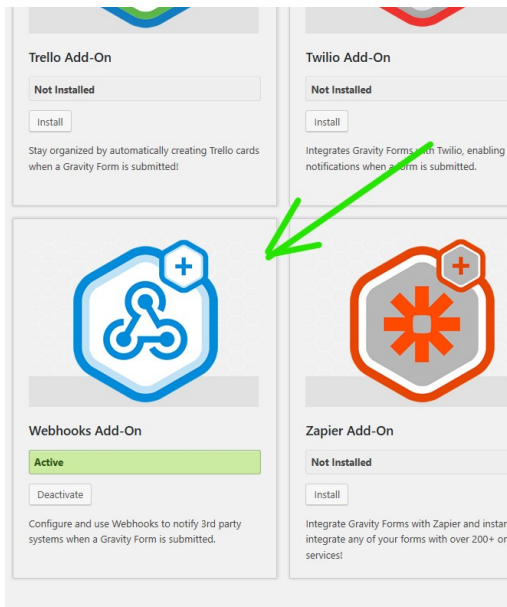 Trello Add-On
Not Installed
Install
Stay organized by automatically creating Trello cards
when a Gravity Form is submitted!
Twilio Add-On
Not Installed
Install
Integrates Gravity Forms with Twilio, enabling
notifications when a form is submitted.
Webhooks Add-On
Active
Deactivate
Configure and use Webhooks to notify 3rd party
systems when a Gravity Form is submitted.
Zapier Add-On
Not Installed
Install
Integrate Gravity Forms with Zapier and
integrate any of your forms with over 200+
services!